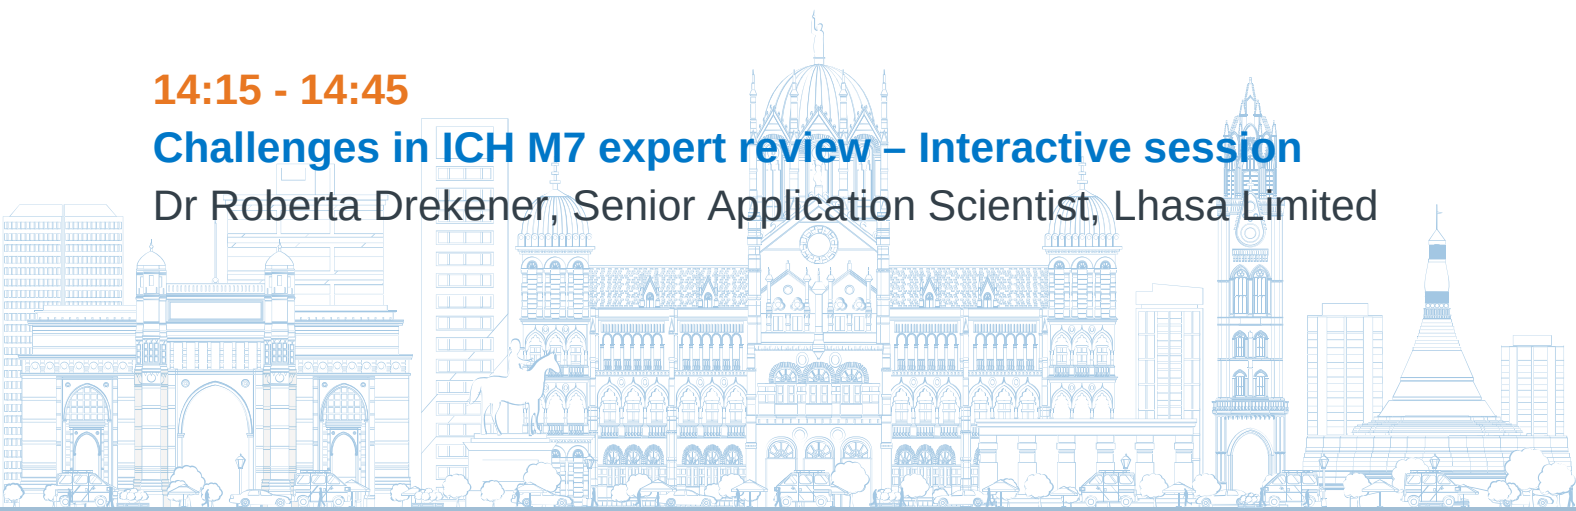 14:15 - 14:45
Challenges in ICH M7 expert review – Interactive session
Dr Roberta Drekener, Senior Application Scientist, Lhasa Limited